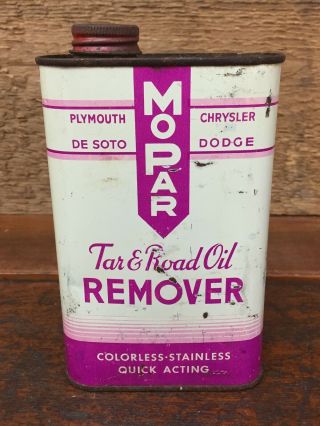 MOPAR
PLYMOUTH CHRYSLER
DE SOTO DODGE
Tar & Road Oil
REMOVER
COLORLESS-STAINLESS
QUICK ACTING